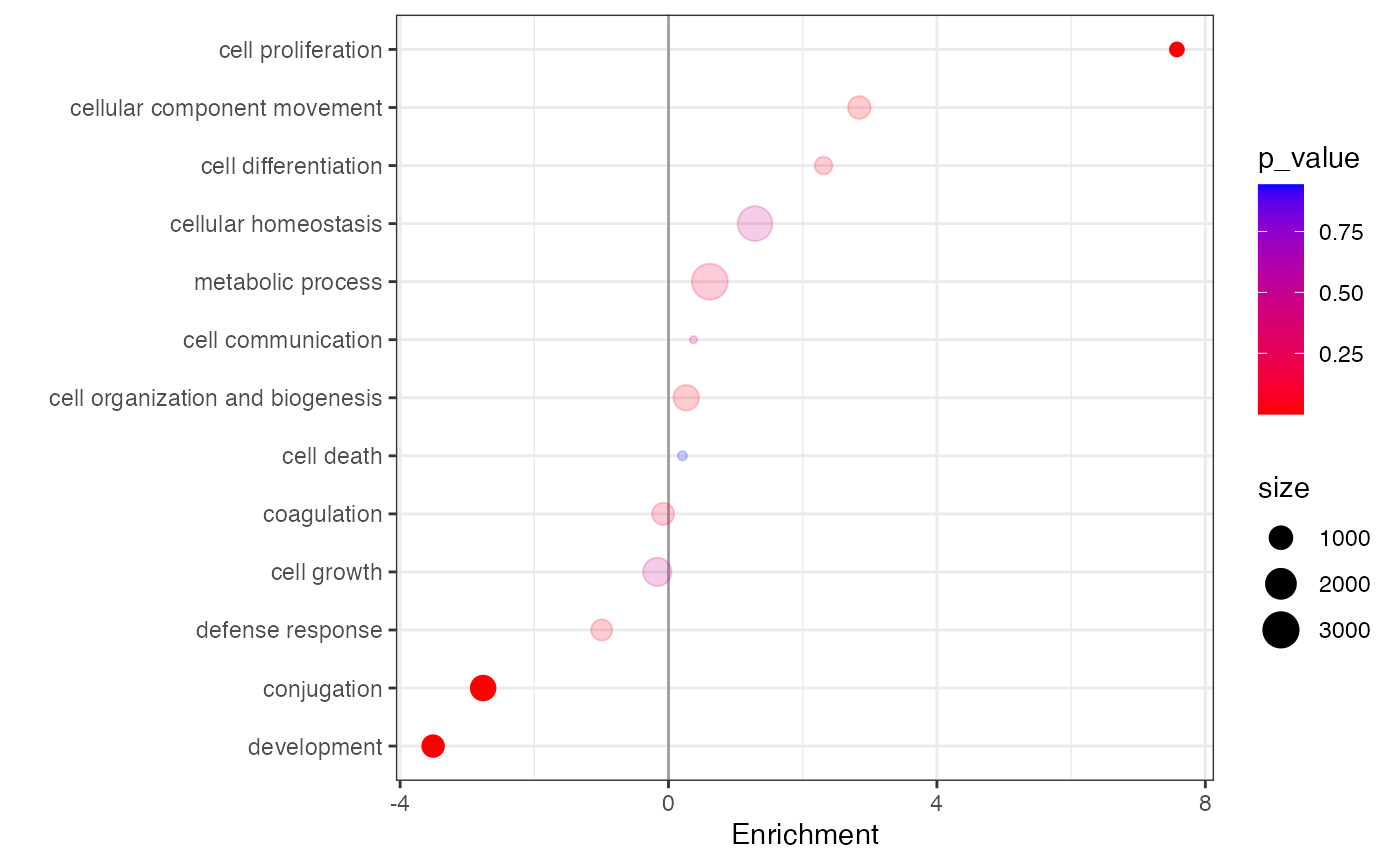 cell proliferation
cellular component movement
cell differentiation
cellular homeostasis
metabolic process
cell communication
cell organization and biogenesis
cell death
coagulation
cell growth
defense response
conjugation
development
-4
0
4
8
Enrichment
p_value
0.75
0.50
0.25
size
1000
2000
3000